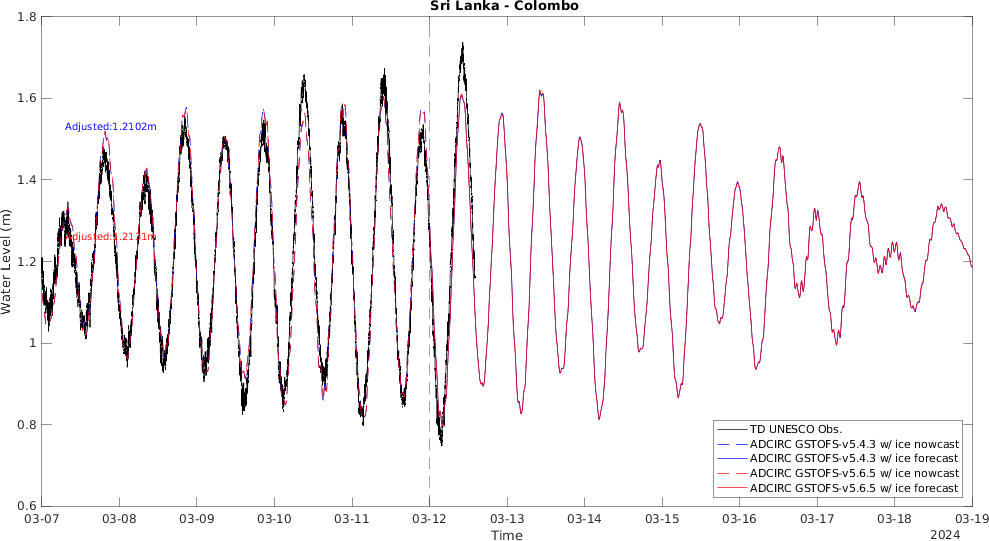 Sri Lanka - Colombo
1.8
1.6
1.4
1.2
1
0.8
0.6
Water Level (m)
Adjusted:1.2102m
TD UNESCO Obs.
ADCIRC GSTOFS-v5.4.3 w/ ice nowcast
ADCIRC GSTOFS-v5.4.3 w/ ice forecast
ADCIRC GSTOFS-v5.6.5 w/ ice nowcast
ADCIRC GSTOFS-v5.6.5 w/ ice forecast
03-07 03-08 03-09 03-10 03-11 03-12 03-13 03-14 03-15 03-16 03-17 03-18 03-19
Time
2024